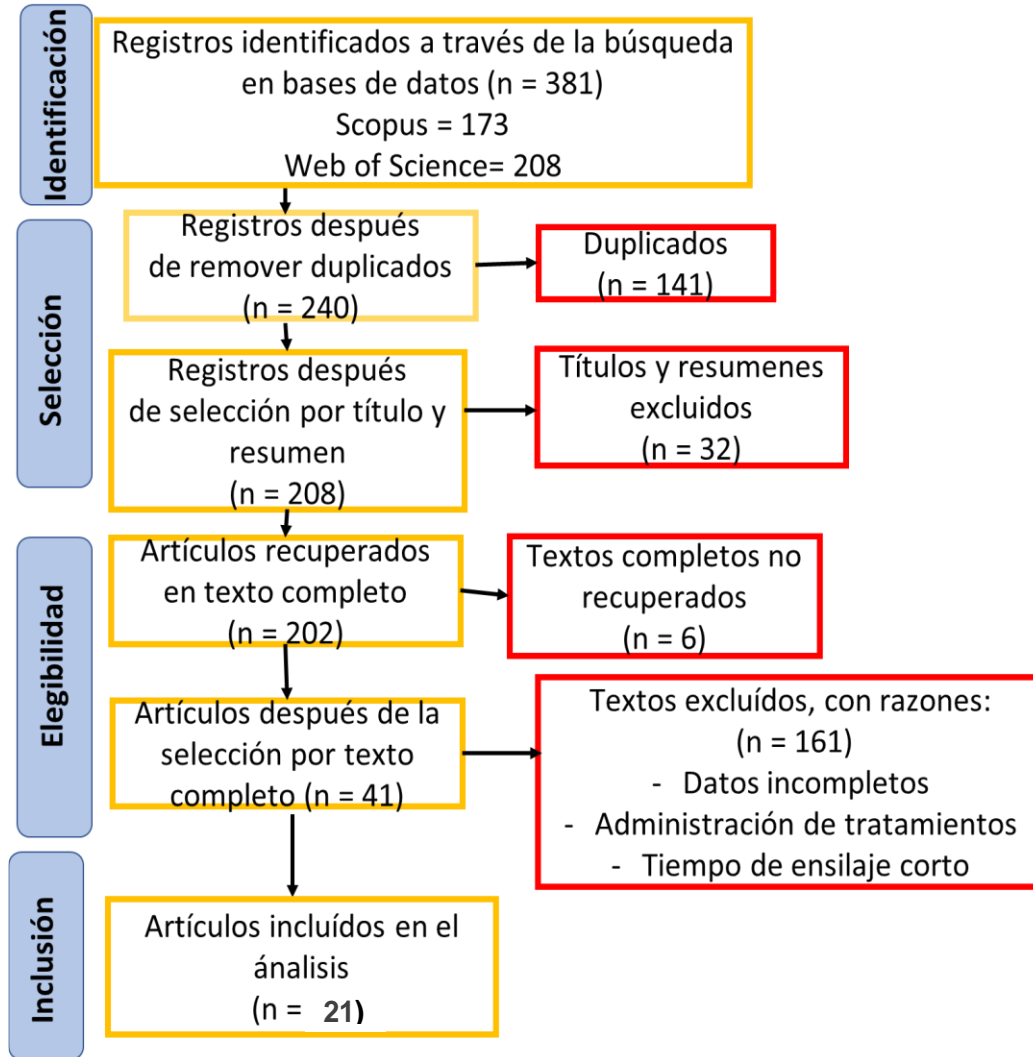 Identificación
Registros identificados a través de la búsqueda
en bases de datos (n = 381)
Scopus = 173
Web of Science= 208
Selección
Registros después
de remover duplicados
(n = 240)
Duplicados
(n = 141)
Registros después
de selección por título y
resumen
(n = 208)
Títulos y resumenes
excluidos
(n = 32)
Elegibilidad
Artículos recuperados
en texto completo
(n = 202)
Textos completos no
recuperados
(n = 6)
Artículos después de la
selección por texto
completo (n = 41)
Textos excluídos, con razones:
(n = 161)
- Datos incompletos
- Administración de tratamientos
- Tiempo de ensilaje corto
Inclusión
Artículos incluídos en el
ánalisis
(n = 21)